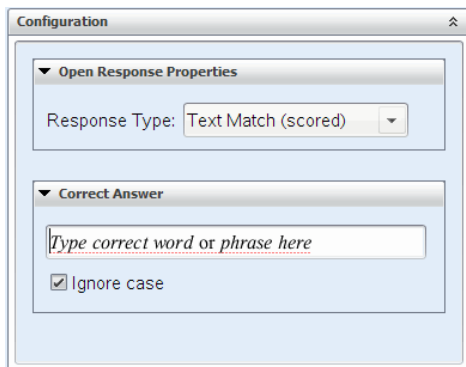 Configuration
Open Response Properties
Response Type: Text Match (scored)
Correct Answer
Type correct word or phrase here
Ignore case